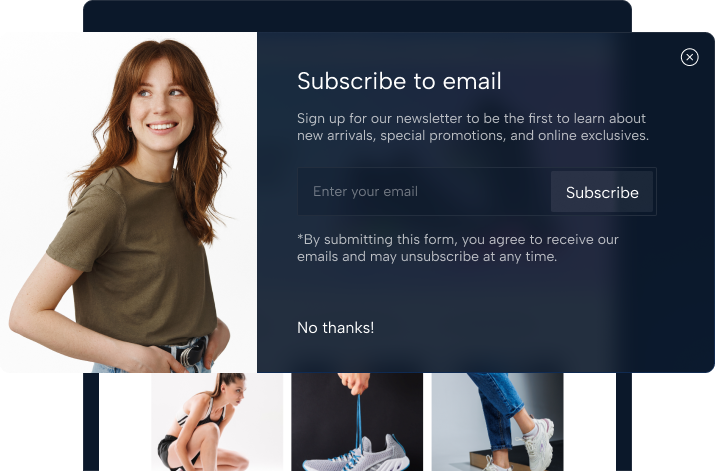 Subscribe to email
Sign up for our newsletter to be the first to learn about
new arrivals, special promotions, and online exclusives.
Enter your email
Subscribe
*By submitting this form, you agree to receive our
emails and may unsubscribe at any time.
No thanks!